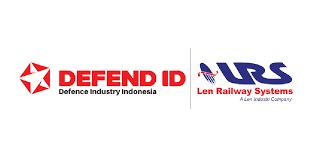 DEFEND ID
Defence Industry Indonesia
LRS
Len Railway Systems
A Len Industri Company